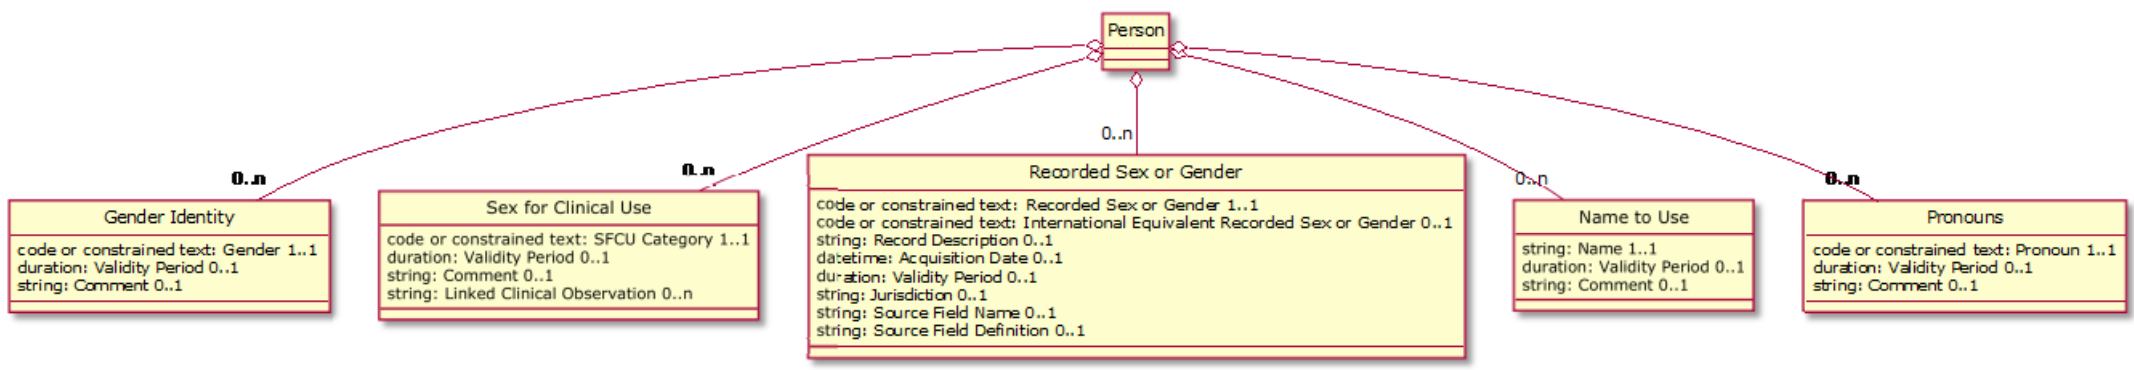 Person
0..n
0..n
0..n
0..n
0..n
Gender Identity
code or constrained text: Gender 1..1
duration: Validity Period 0..1
string: Comment 0..1
Sex for Clinical Use
code or constrained text: SFCU Category 1..1
duration: Validity Period 0..1
string: Comment 0..1
string: Linked Clinical Observation 0..n
Recorded Sex or Gender
code or constrained text: Recorded Sex or Gender 1..1
code or constrained text: International Equivalent Recorded Sex or Gender 0..1
string: Record Description 0..1
datetime: Acquisition Date 0..1
duration: Validity Period 0..1
string: Jurisdiction 0..1
string: Source Field Name 0..1
string: Source Field Definition 0..1
Name to Use
string: Name 1..1
duration: Validity Period 0..1
string: Comment 0..1
Pronouns
code or constrained text: Pronoun 1..1
duration: Validity Period 0..1
string: Comment 0..1